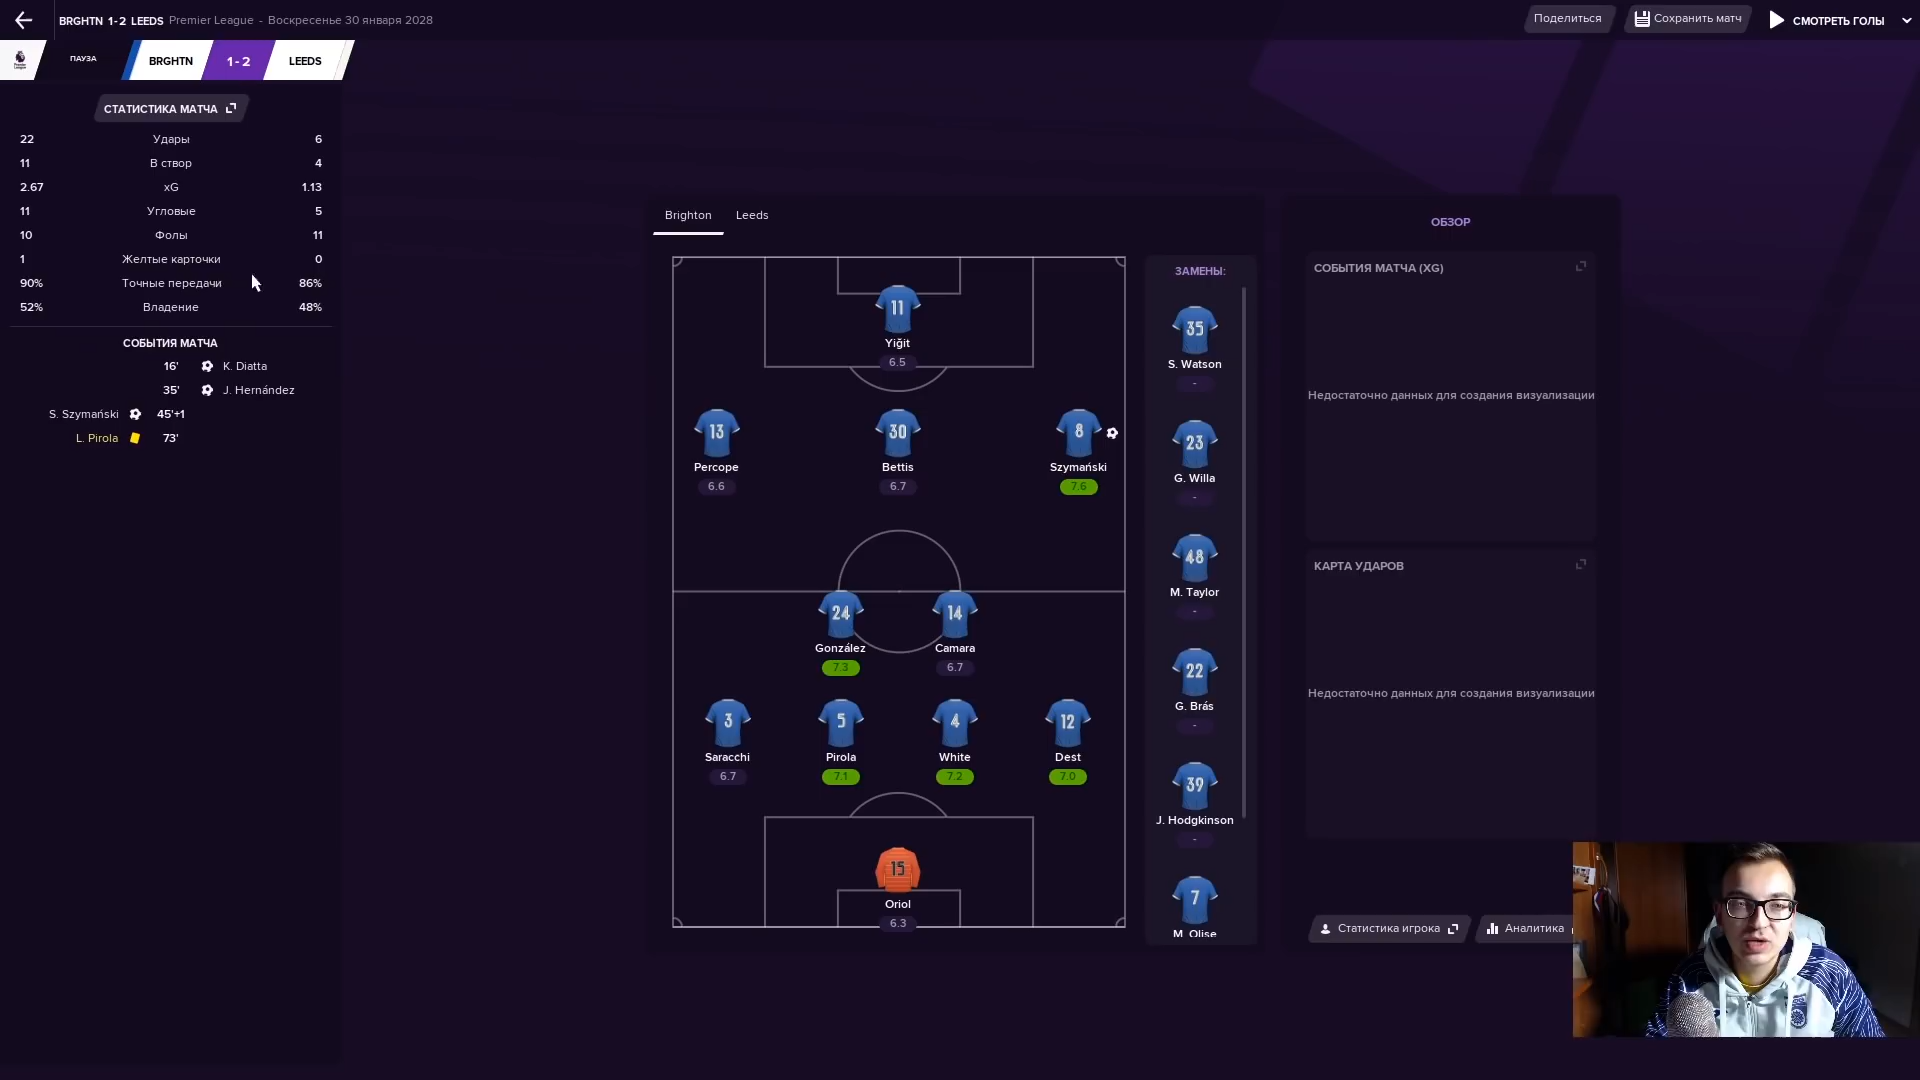 BRGHTN 1-2 LEEDS Premier League - Воскресенье 30 января 2028
Поделиться
Сохранить матч
СМОТРЕТЬ ГОЛЫ
ПАУЗА
BRGHTN 1 - 2 LEEDS
СТАТИСТИКА МАТЧА
22 Удары 6
11 В створ 4
2.67 xG 1.13
11 Угловые 5
10 Фолы 11
1 Желтые карточки 0
90% Точные передачи 86%
52% Владение 48%
СОБЫТИЯ МАТЧА
16' K. Diatta
35' J. Hernández
S. Szymański 45'+1
L. Pirola 73'
Brighton Leeds
11
Yiğit
6.5
13 30 8
Percope Bettis Szymański
6.6 6.7 7.6
24 14
González Camara
7.3 6.7
3 5 4 12
Saracchi Pirola White Dest
6.7 7.1 7.2 7.0
15
Oriol
6.3
ЗАМЕНЫ:
35
S. Watson
-
23
G. Willa
-
48
M. Taylor
-
22
G. Brás
-
39
J. Hodgkinson
-
7
M. Olise
ОБЗОР
СОБЫТИЯ МАТЧА (XG)
Недостаточно данных для создания визуализации
КАРТА УДАРОВ
Недостаточно данных для создания визуализации
Статистика игрока
Аналитика